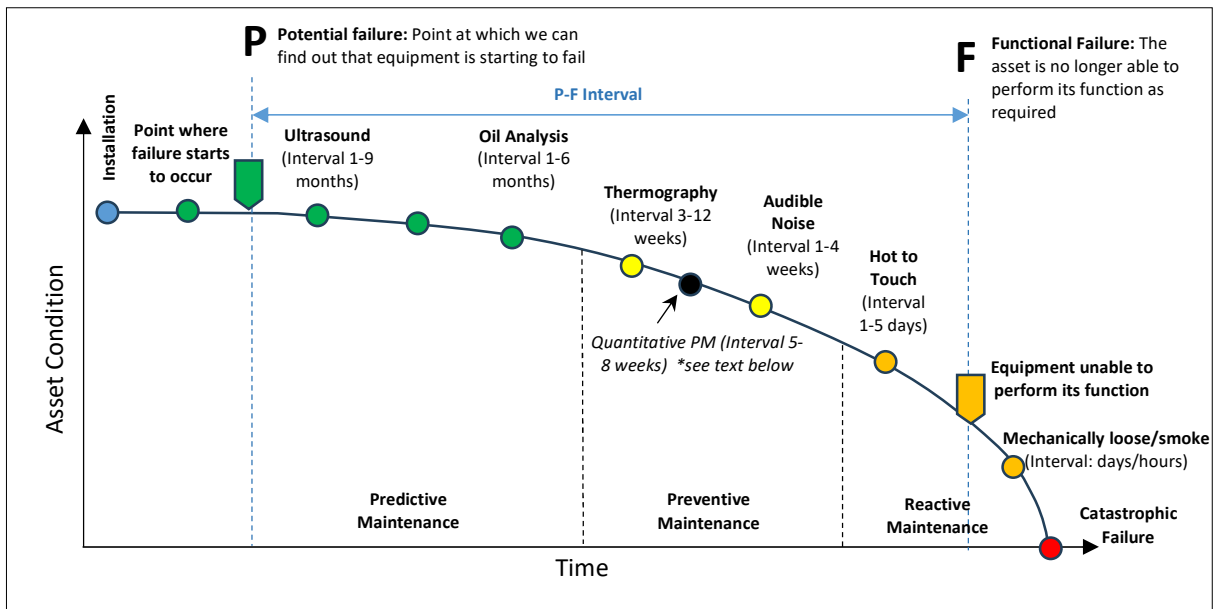 P
Potential failure: Point at which we can
find out that equipment is starting to fail
F
Functional Failure: The
asset is no longer able to
perform its function as
required
P-F Interval
Installation
Point where
failure starts
to occur
Ultrasound
(Interval 1-9
months)
Oil Analysis
(Interval 1-6
months)
Thermography
(Interval 3-12
weeks)
Audible
Noise
(Interval 1-4
weeks)
Hot to
Touch
(Interval
1-5 days)
Quantitative PM (Interval 5-
8 weeks) *see text below
Equipment unable to
perform its function
Mechanically loose/smoke
(Interval: days/hours)
Asset Condition
Predictive
Maintenance
Preventive
Maintenance
Reactive
Maintenance
Catastrophic
Failure
Time